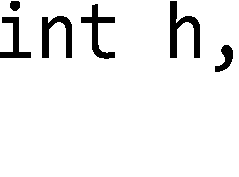 int h,